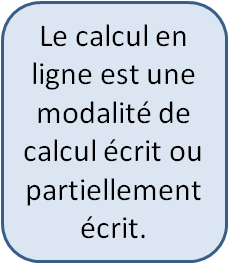 Le calcul en
ligne est une
modalité de
calcul écrit ou
partiellement
écrit.